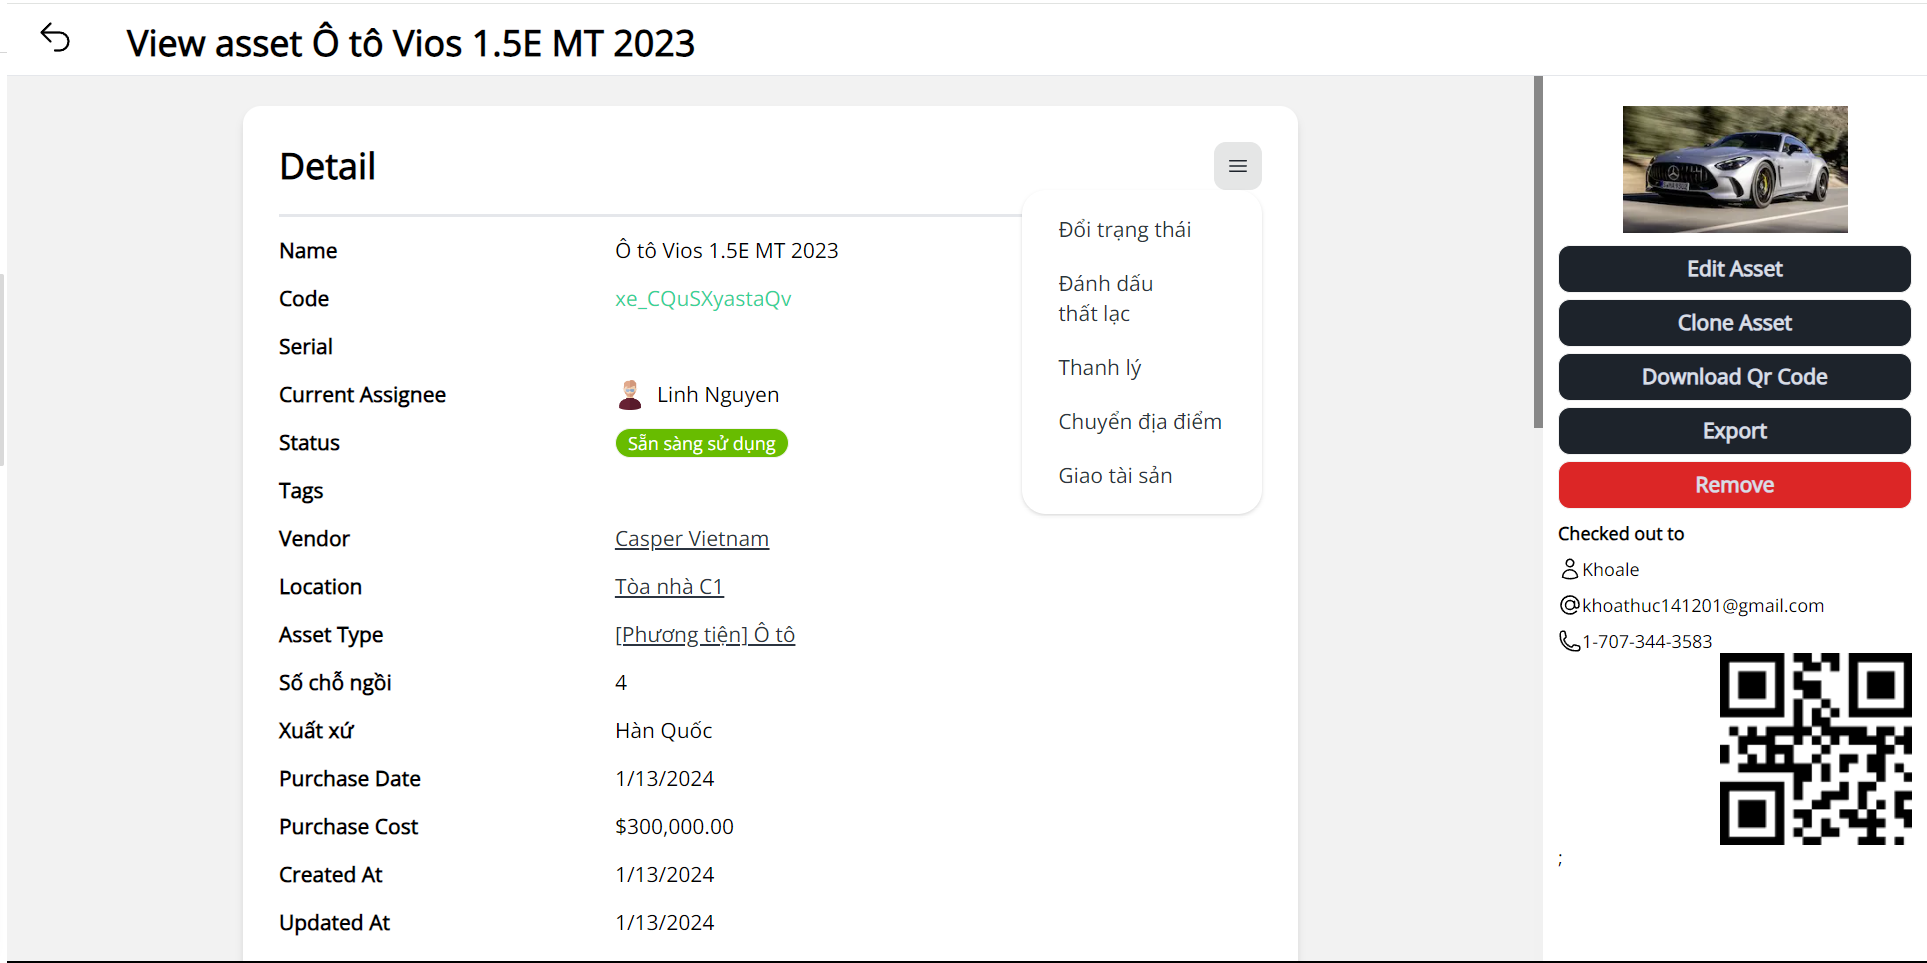 View asset Ô tô Vios 1.5E MT 2023
Detail
Name Ô tô Vios 1.5E MT 2023
Code xe_CQuSXyastaQv
Serial
Current Assignee Linh Nguyen
Status Sẵn sàng sử dụng
Tags
Vendor Casper Vietnam
Location Tòa nhà C1
Asset Type [Phương tiện] Ô tô
Số chỗ ngồi 4
Xuất xứ Hàn Quốc
Purchase Date 1/13/2024
Purchase Cost $300,000.00
Created At 1/13/2024
Updated At 1/13/2024
Đổi trạng thái
Đánh dấu
thất lạc
Thanh lý
Chuyển địa điểm
Giao tài sản
Edit Asset
Clone Asset
Download Qr Code
Export
Remove
Checked out to
Khoale
khoathuc141201@gmail.com
1-707-344-3583
;